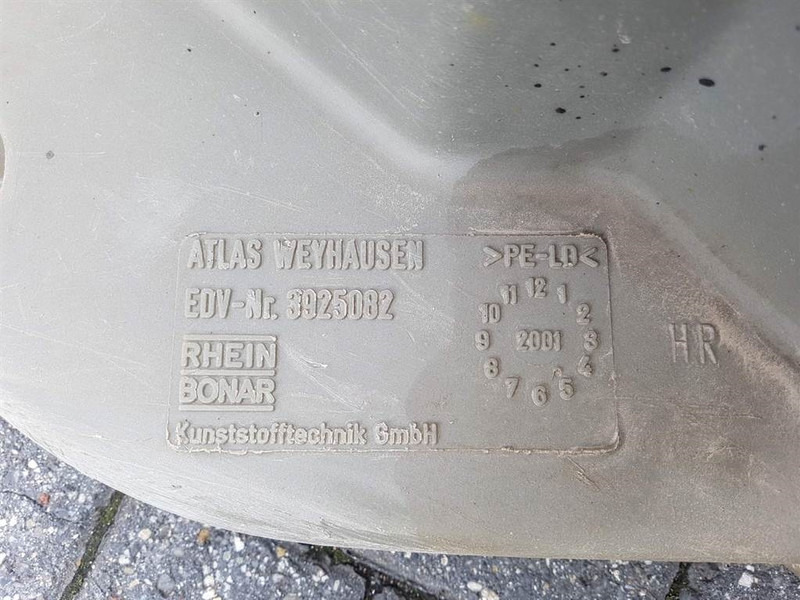 ATLAS WEYHAUSEN
EDV-Nr. 3925082
RHEIN
BONAR
Kunststofftechnik GmbH
>PE-LD<
11 12 1
10 2
9 2001 3
8 4
7 6 5
HR